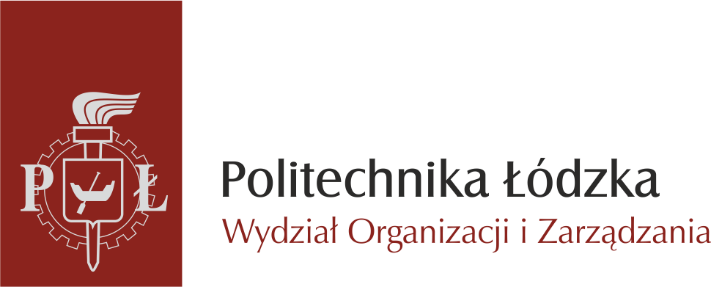 P Ł
Politechnika Łódzka
Wydział Organizacji i Zarządzania